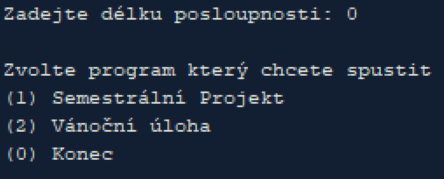 Zadejte délku posloupnosti: 0
Zvolte program který chcete spustit
(1) Semestrální Projekt
(2) Vánoční úloha
(0) Konec